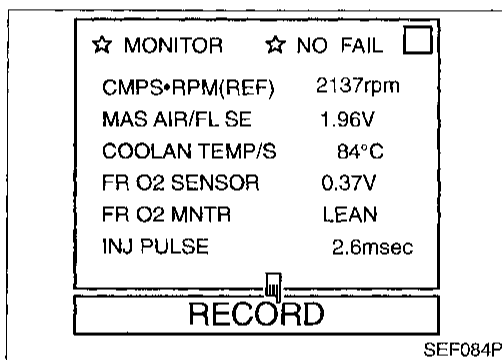 ☆ MONITOR ☆ NO FAIL
CMPS•RPM(REF) 2137rpm
MAS AIR/FL SE 1.96V
COOLAN TEMP/S 84°C
FR O2 SENSOR 0.37V
FR O2 MNTR LEAN
INJ PULSE 2.6msec
RECORD
SEF084P